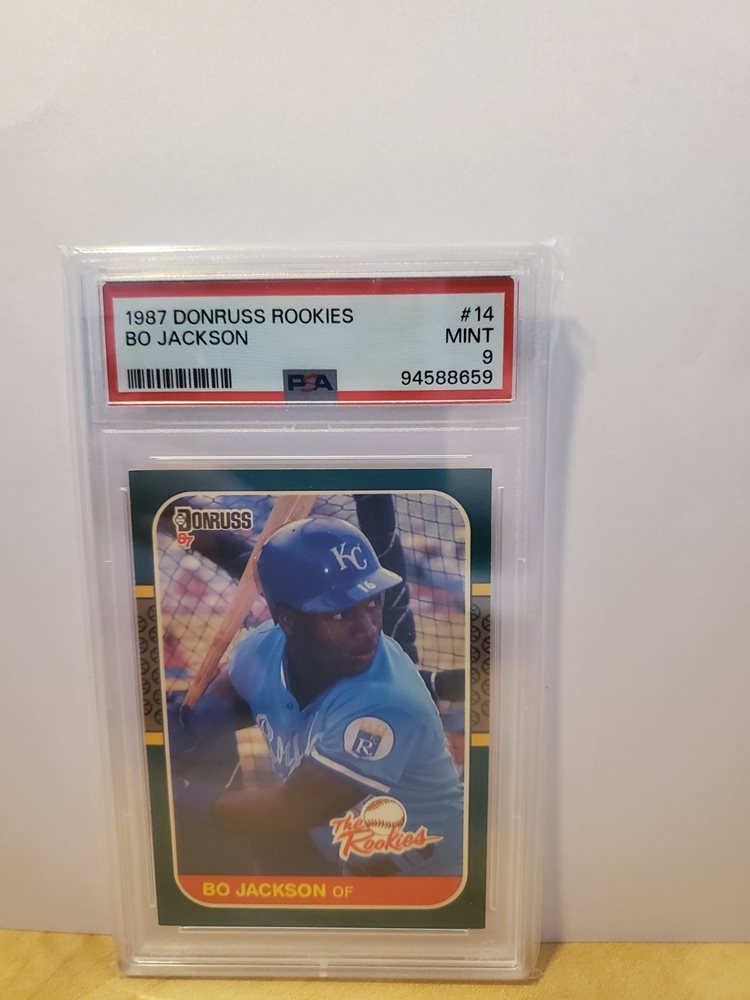 1987 DONRUSS ROOKIES #14
BO JACKSON MINT
9
PSA 94588659
DONRUSS
87
KC
16
Royals
R
The
Rookies
BO JACKSON OF